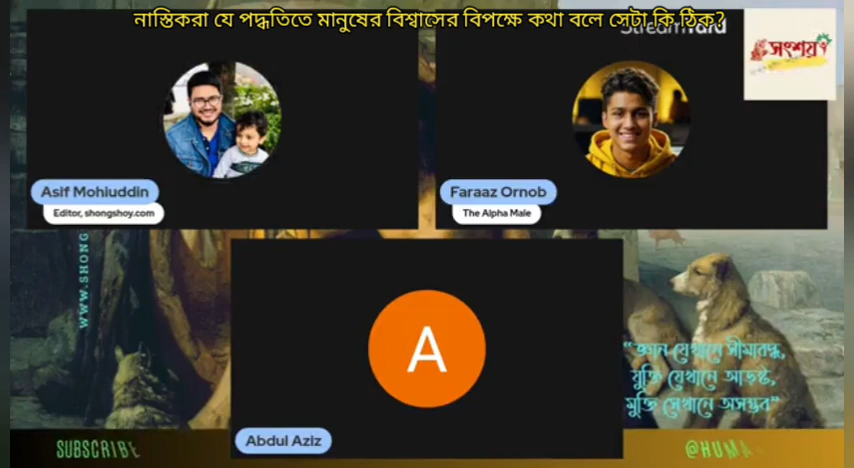 নাস্তিকরা যে পদ্ধতিতে মানুষের বিশ্বাসের বিপক্ষে কথা বলে সেটা কি ঠিক?
StreamYard
সংশয়
Asif Mohiuddin
Editor, shongshoy.com
Faraaz Ornob
The Alpha Male
WWW.SHONG
A
Abdul Aziz
“জ্ঞান যেখানে সীমাবদ্ধ,
যুক্তি যেখানে আড়ষ্ট,
মুক্তি সেখানে অসম্ভব”
SUBSCRIBE
@HUMA